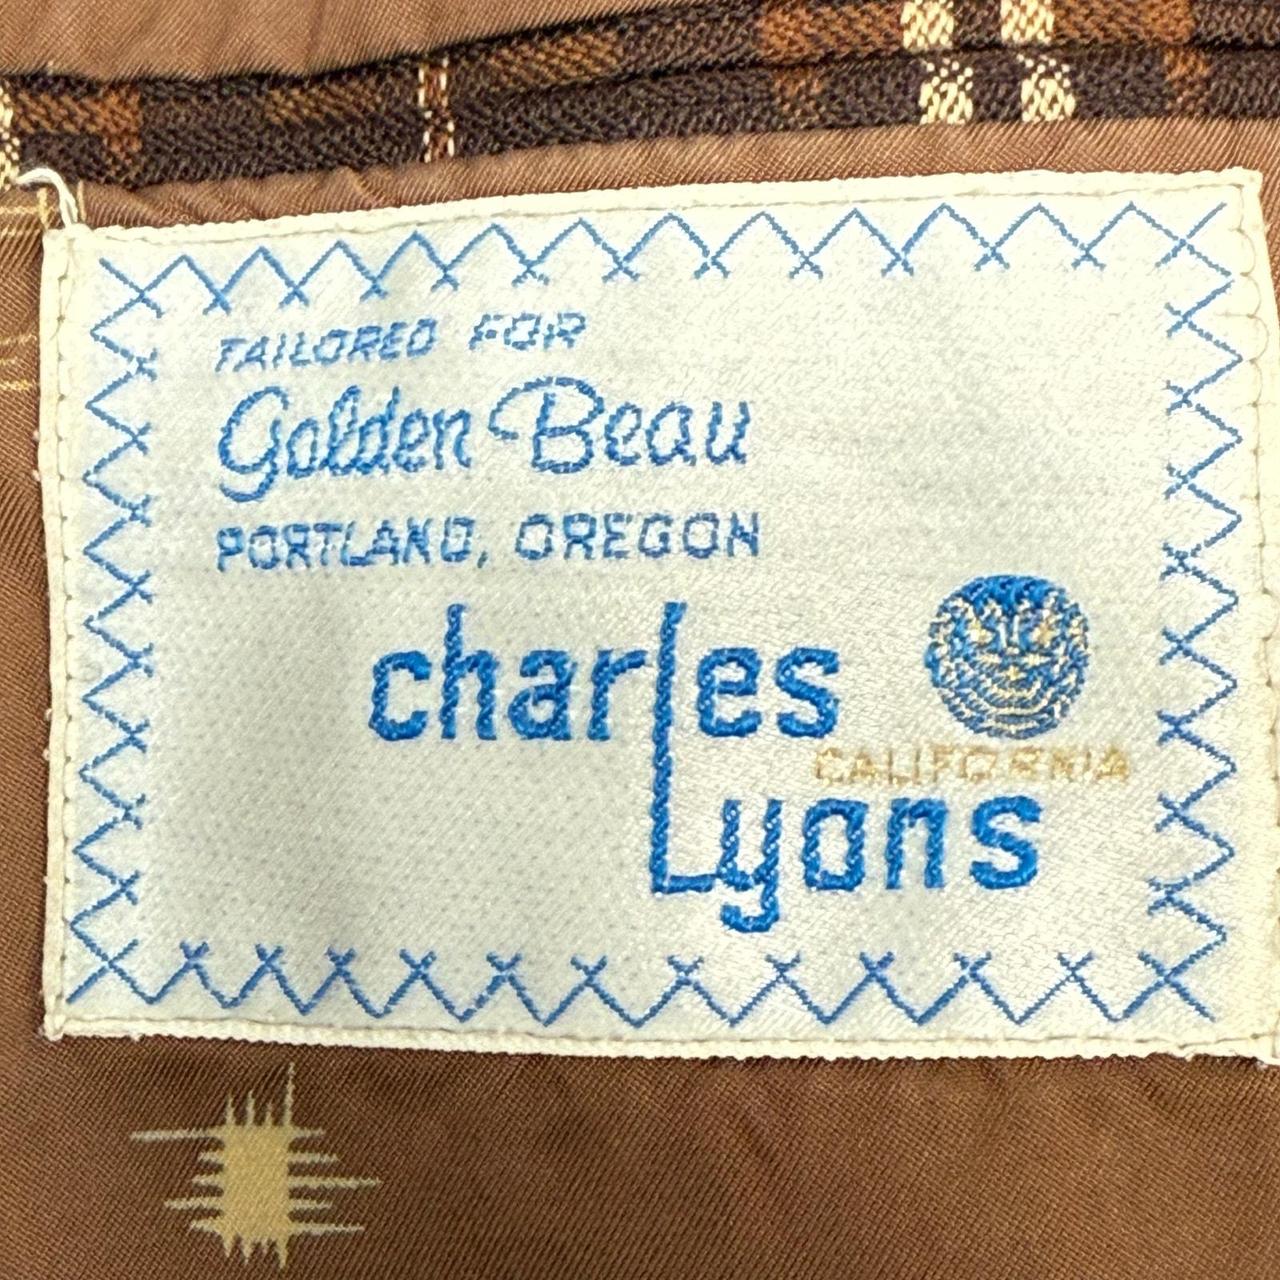 TAILORED FOR
Golden Beau
PORTLAND, OREGON
charles
CALIFORNIA
Lyons